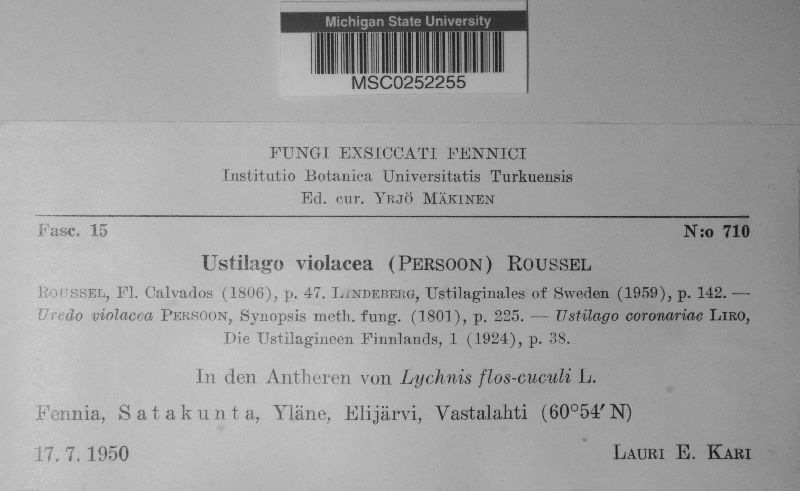 Michigan State University
MSC0252255
FUNGI EXSICCATI FENNICI
Institutio Botanica Universitatis Turkuensis
Ed. cur. YRJÖ MÄKINEN
Fasc. 15 N:o 710
Ustilago violacea (PERSOON) ROUSSEL
ROUSSEL, Fl. Calvados (1806), p. 47. LINDEBERG, Ustilaginales of Sweden (1959), p. 142. —
Uredo violacea PERSOON, Synopsis meth. fung. (1801), p. 225. — Ustilago coronariae LIRO,
Die Ustilagineen Finnlands, 1 (1924), p. 38.
In den Antheren von Lychnis flos-cuculi L.
Fennia, Satakunta, Yläne, Elijärvi, Vastalahti (60°54′ N)
17. 7. 1950 LAURI E. KARI